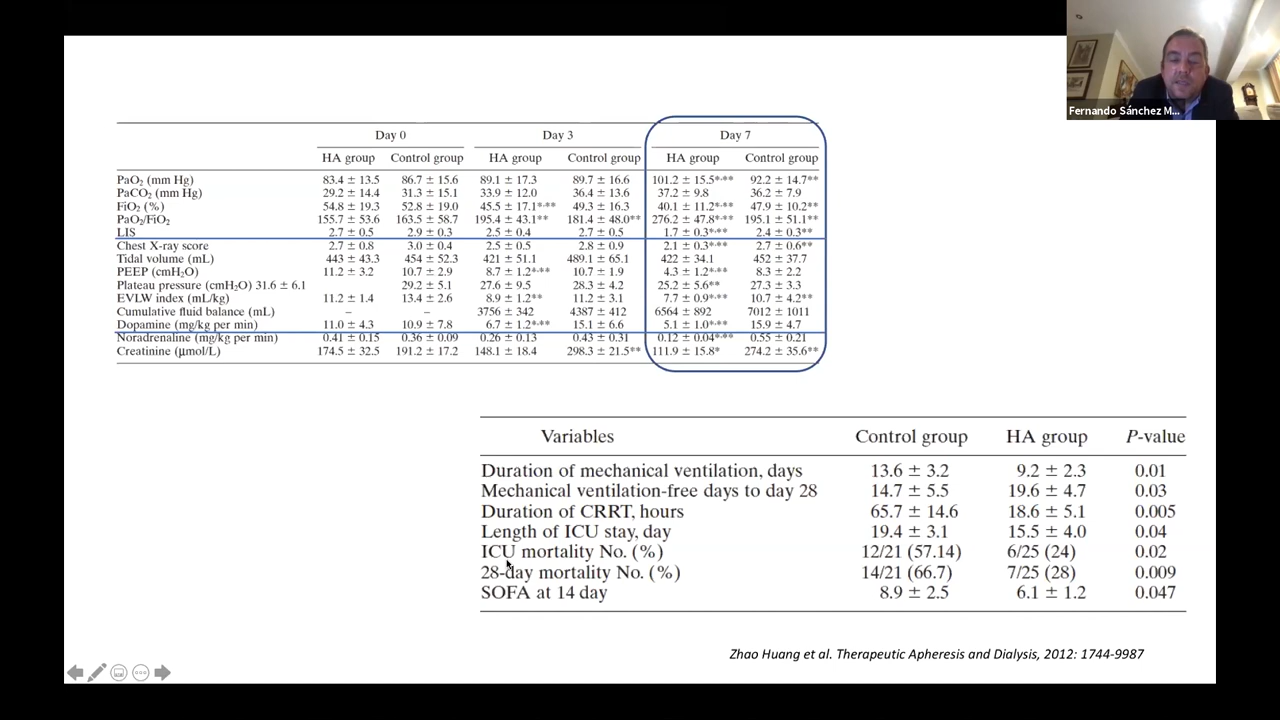 Fernando Sánchez M...
Day 0 Day 3 Day 7
HA group Control group HA group Control group HA group Control group
PaO₂ (mm Hg) 83.4 ± 13.5 86.7 ± 15.6 89.1 ± 17.3 89.7 ± 16.6 101.2 ± 15.5*,** 92.2 ± 14.7**
PaCO₂ (mm Hg) 29.2 ± 14.4 31.3 ± 15.1 33.9 ± 12.0 36.4 ± 13.6 37.2 ± 9.8 36.2 ± 7.9
FiO₂ (%) 54.8 ± 19.3 52.8 ± 19.0 45.5 ± 17.1*,** 49.3 ± 16.3 40.1 ± 11.2*,** 47.9 ± 10.2**
PaO₂/FiO₂ 155.7 ± 53.6 163.5 ± 58.7 195.4 ± 43.1** 181.4 ± 48.0** 276.2 ± 47.8*,** 195.1 ± 51.1**
LIS 2.7 ± 0.5 2.9 ± 0.3 2.5 ± 0.4 2.7 ± 0.5 1.7 ± 0.3*,** 2.4 ± 0.3**
Chest X-ray score 2.7 ± 0.8 3.0 ± 0.4 2.5 ± 0.5 2.8 ± 0.9 2.1 ± 0.3*,** 2.7 ± 0.6**
Tidal volume (mL) 443 ± 43.3 454 ± 52.3 421 ± 51.1 489.1 ± 65.1 422 ± 34.1 452 ± 37.7
PEEP (cmH₂O) 11.2 ± 3.2 10.7 ± 2.9 8.7 ± 1.2*,** 10.7 ± 1.9 4.3 ± 1.2*,** 8.3 ± 2.2
Plateau pressure (cmH₂O) 31.6 ± 6.1 29.2 ± 5.1 27.6 ± 9.5 28.3 ± 4.2 25.2 ± 5.6** 27.3 ± 3.3
EVLW index (mL/kg) 11.2 ± 1.4 13.4 ± 2.6 8.9 ± 1.2** 11.2 ± 3.1 7.7 ± 0.9*,** 10.7 ± 4.2**
Cumulative fluid balance (mL) – – 3756 ± 342 4387 ± 412 6564 ± 892 7012 ± 1011
Dopamine (mg/kg per min) 11.0 ± 4.3 10.9 ± 7.8 6.7 ± 1.2*,** 15.1 ± 6.6 5.1 ± 1.0*,** 15.9 ± 4.7
Noradrenaline (mg/kg per min) 0.41 ± 0.15 0.36 ± 0.09 0.26 ± 0.13 0.43 ± 0.31 0.12 ± 0.04*,** 0.55 ± 0.21
Creatinine (μmol/L) 174.5 ± 32.5 191.2 ± 17.2 148.1 ± 18.4 298.3 ± 21.5** 111.9 ± 15.8* 274.2 ± 35.6**
Variables Control group HA group P-value
Duration of mechanical ventilation, days 13.6 ± 3.2 9.2 ± 2.3 0.01
Mechanical ventilation-free days to day 28 14.7 ± 5.5 19.6 ± 4.7 0.03
Duration of CRRT, hours 65.7 ± 14.6 18.6 ± 5.1 0.005
Length of ICU stay, day 19.4 ± 3.1 15.5 ± 4.0 0.04
ICU mortality No. (%) 12/21 (57.14) 6/25 (24) 0.02
28-day mortality No. (%) 14/21 (66.7) 7/25 (28) 0.009
SOFA at 14 day 8.9 ± 2.5 6.1 ± 1.2 0.047
Zhao Huang et al. Therapeutic Apheresis and Dialysis, 2012: 1744-9987